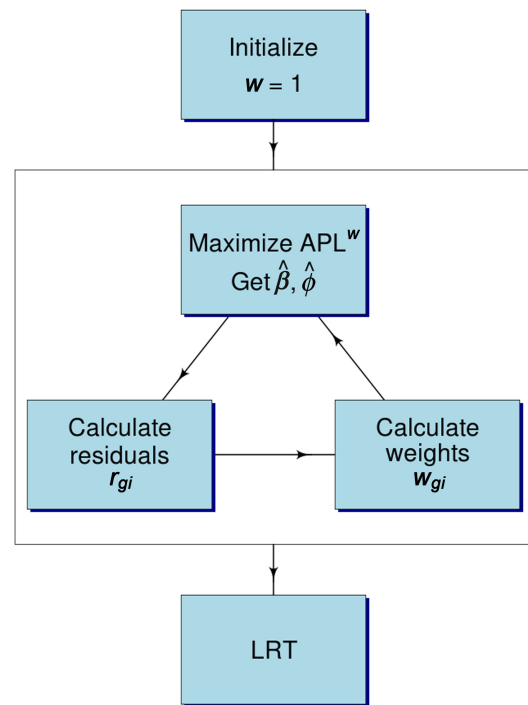 Initialize
w = 1
Maximize APL^w
Get β̂, ϕ̂
Calculate
residuals
r_gi
Calculate
weights
w_gi
LRT